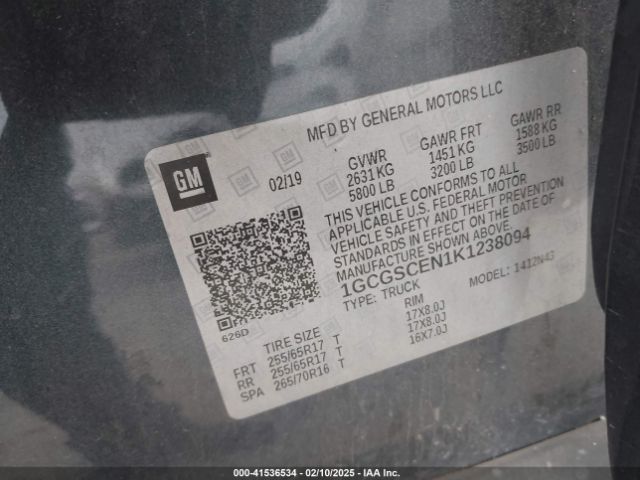 MFD BY GENERAL MOTORS LLC
GM
02/19
GVWR GAWR FRT GAWR RR
2631 KG 1451 KG 1588 KG
5800 LB 3200 LB 3500 LB
THIS VEHICLE CONFORMS TO ALL
APPLICABLE U.S. FEDERAL MOTOR
VEHICLE SAFETY AND THEFT PREVENTION
STANDARDS IN EFFECT ON THE DATE OF
MANUFACTURE SHOWN ABOVE.
1GCGSCEN1K1238094
TYPE: TRUCK MODEL: 1412N43
626D
TIRE SIZE RIM
FRT 255/65R17 T 17X8.0J
RR 255/65R17 T 17X8.0J
SPA 265/70R16 T 16X7.0J
000-41536534 — 02/10/2025 — IAA Inc.